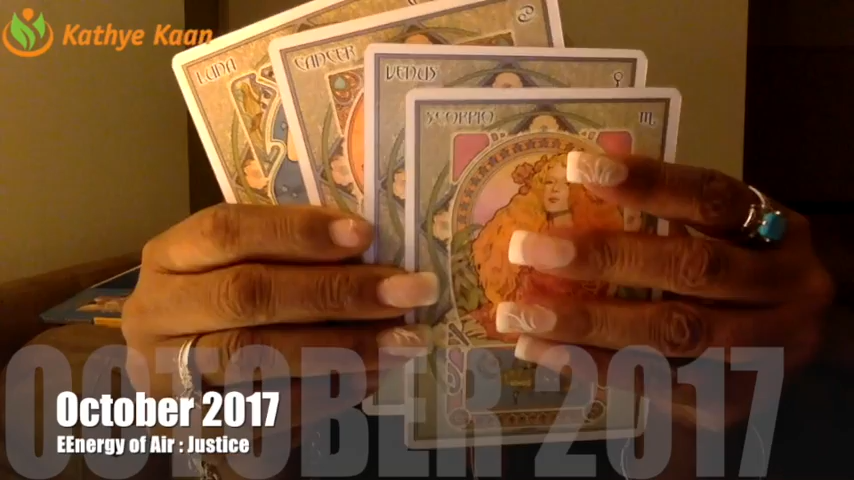 Kathye Kaan
LUNA
CANCER
VENUS
SCORPIO
OCTOBER 2017
October 2017
EEnergy of Air : Justice